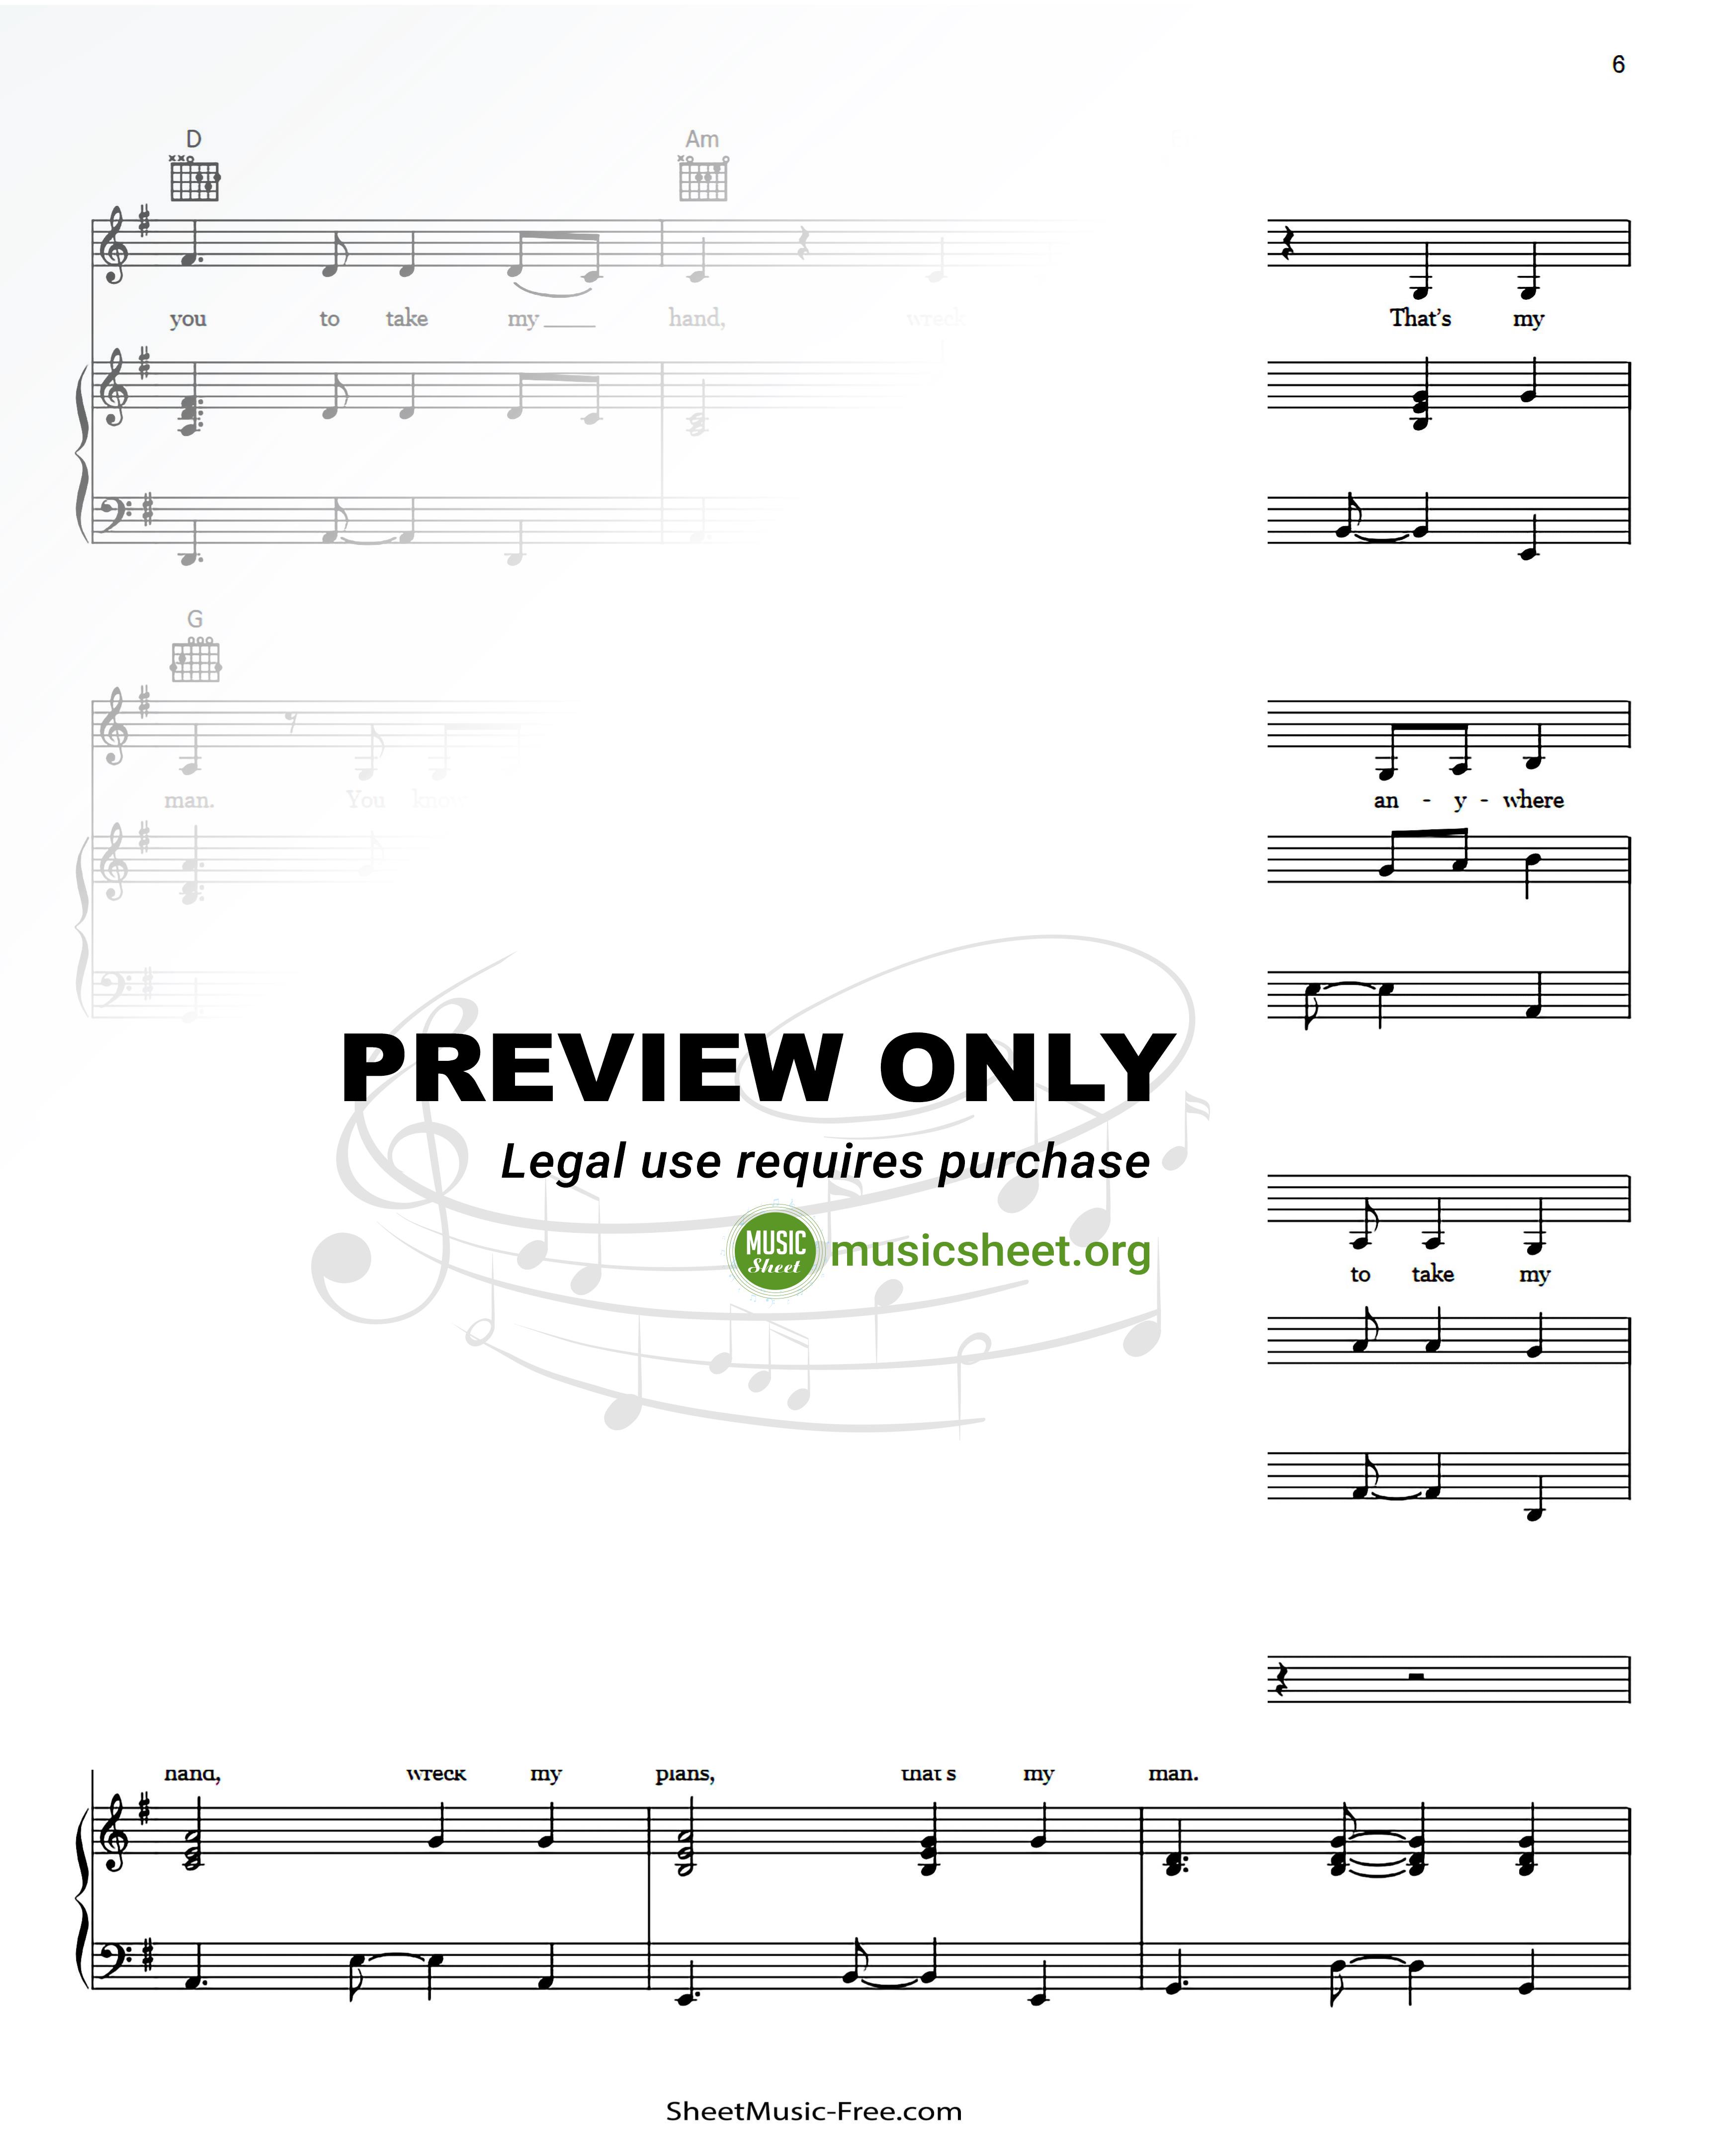 6
D Am
you to take my____ hand, wreck That's my
G
man. You know an - y - where
PREVIEW ONLY
Legal use requires purchase
MUSIC
Sheet
musicsheet.org
to take my
hand, wreck my plans, that's my man.
SheetMusic-Free.com